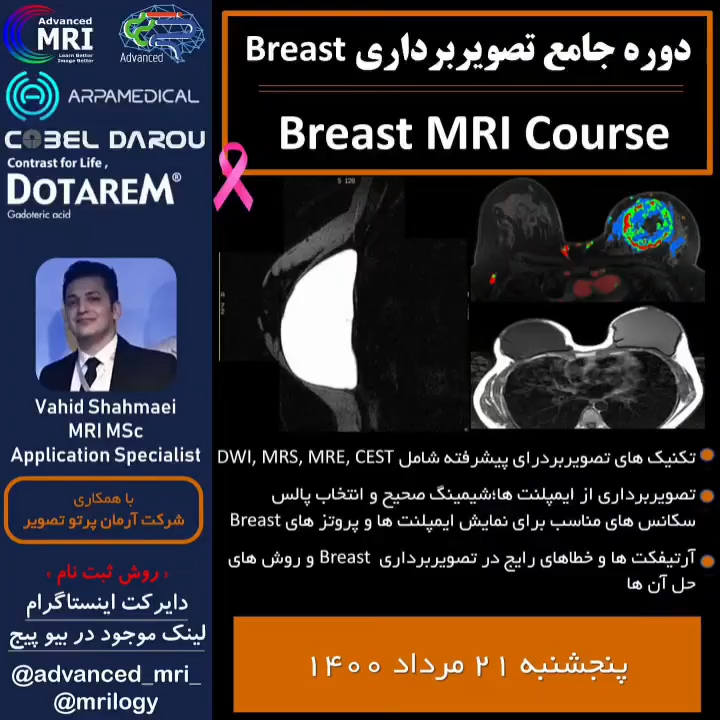 Advanced
MRI
Learn Better
Image Better
Advanced
ARPAMEDICAL
COBEL DAROU
Contrast for Life ,
DOTAREM®
Gadoteric acid
Vahid Shahmaei
MRI MSc
Application Specialist
با همکاری
شرکت آرمان پرتو تصویر
« روش ثبت نام »
دایرکت اینستاگرام
لینک موجود در بیو پیج
@advanced_mri_
@mrilogy
دوره جامع تصویربرداری Breast
Breast MRI Course
S 128
تکنیک های تصویربردرای پیشرفته شامل DWI, MRS, MRE, CEST
تصویربرداری از ایمپلنت ها؛شیمینگ صحیح و انتخاب پالس
سکانس های مناسب برای نمایش ایمپلنت ها و پروتز های Breast
آرتیفکت ها و خطاهای رایج در تصویربرداری Breast و روش های
حل آن ها
پنجشنبه ۲۱ مرداد ۱۴۰۰